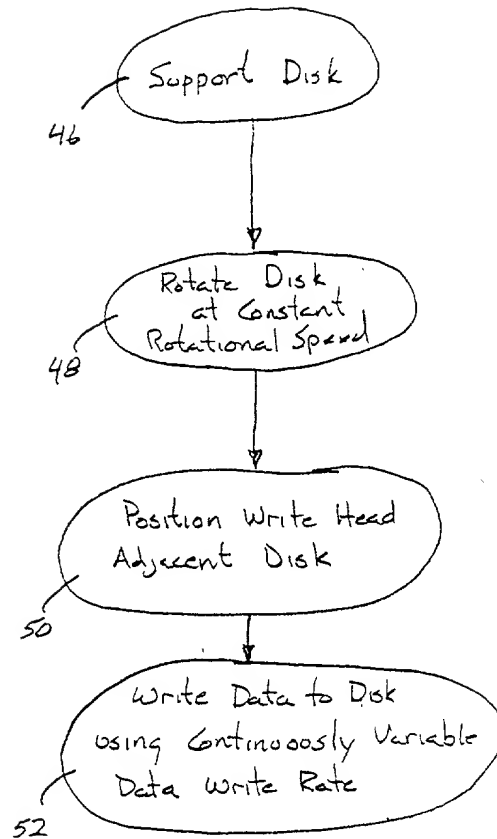 Support Disk
46
Rotate Disk
at Constant
Rotational Speed
48
Position Write Head
Adjacent Disk
50
Write Data to Disk
using Continuously Variable
Data Write Rate
52